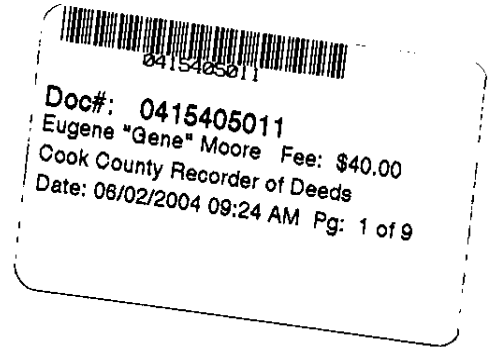 0415405011
Doc#: 0415405011
Eugene "Gene" Moore Fee: $40.00
Cook County Recorder of Deeds
Date: 06/02/2004 09:24 AM Pg: 1 of 9